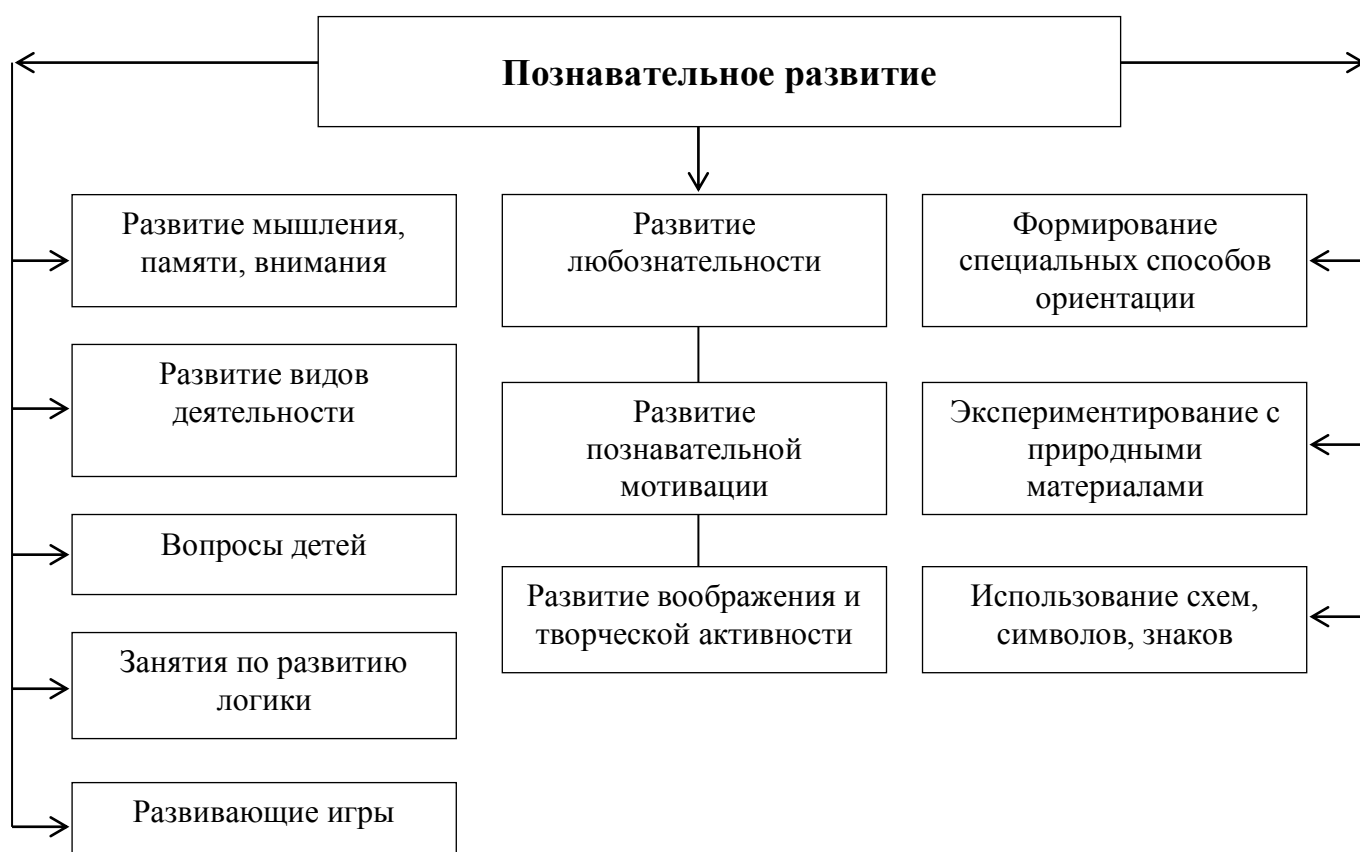 Познавательное развитие
Развитие мышления,
памяти, внимания
Развитие видов
деятельности
Вопросы детей
Занятия по развитию
логики
Развивающие игры
Развитие
любознательности
Развитие
познавательной
мотивации
Развитие воображения и
творческой активности
Формирование
специальных способов
ориентации
Экспериментирование с
природными
материалами
Использование схем,
символов, знаков